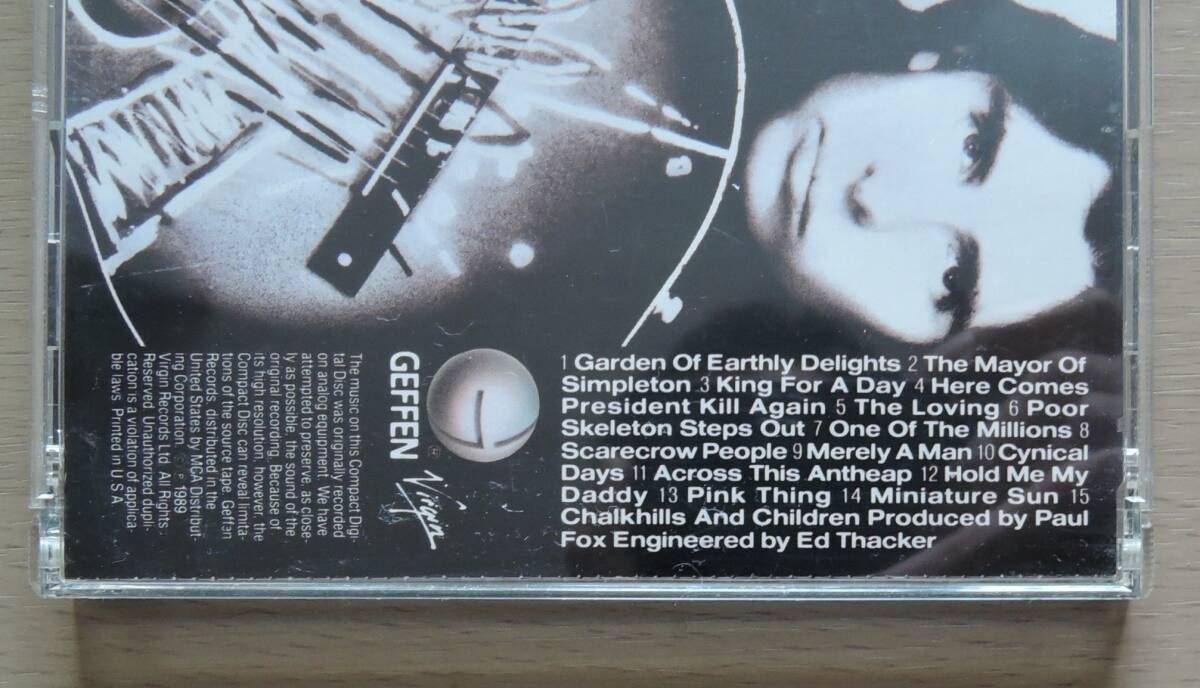 1 Garden Of Earthly Delights 2 The Mayor Of
Simpleton 3 King For A Day 4 Here Comes
President Kill Again 5 The Loving 6 Poor
Skeleton Steps Out 7 One Of The Millions 8
Scarecrow People 9 Merely A Man 10 Cynical
Days 11 Across This Antheap 12 Hold Me My
Daddy 13 Pink Thing 14 Miniature Sun 15
Chalkhills And Children Produced by Paul
Fox Engineered by Ed Thacker
GEFFEN
Virgin
The music on this Compact Digi-
tal Disc was originally recorded
on analog equipment. We have
attempted to preserve, as close-
ly as possible, the sound of the
original recording. Because of
its high resolution, however, the
Compact Disc can reveal limita-
tions of the source tape. Geffen
Records, distributed in the
United States by MCA Distribut-
ing Corporation. © ℗ 1989
Virgin Records Ltd. All Rights
Reserved. Unauthorized dupli-
cation is a violation of applica-
ble laws. Printed in U.S.A.